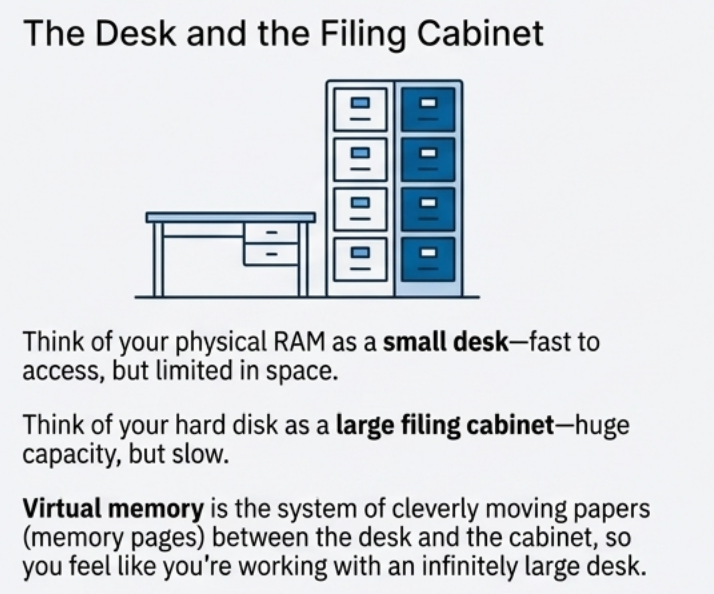 The Desk and the Filing Cabinet
Think of your physical RAM as a small desk—fast to
access, but limited in space.
Think of your hard disk as a large filing cabinet—huge
capacity, but slow.
Virtual memory is the system of cleverly moving papers
(memory pages) between the desk and the cabinet, so
you feel like you're working with an infinitely large desk.